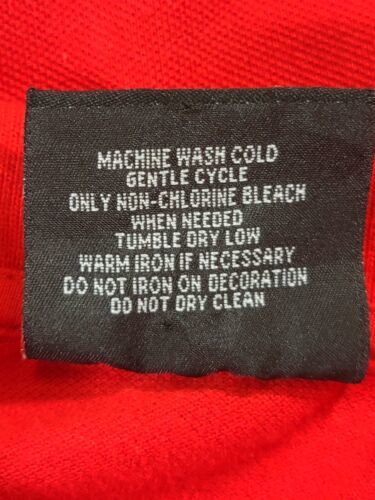 MACHINE WASH COLD
GENTLE CYCLE
ONLY NON-CHLORINE BLEACH
WHEN NEEDED
TUMBLE DRY LOW
WARM IRON IF NECESSARY
DO NOT IRON ON DECORATION
DO NOT DRY CLEAN